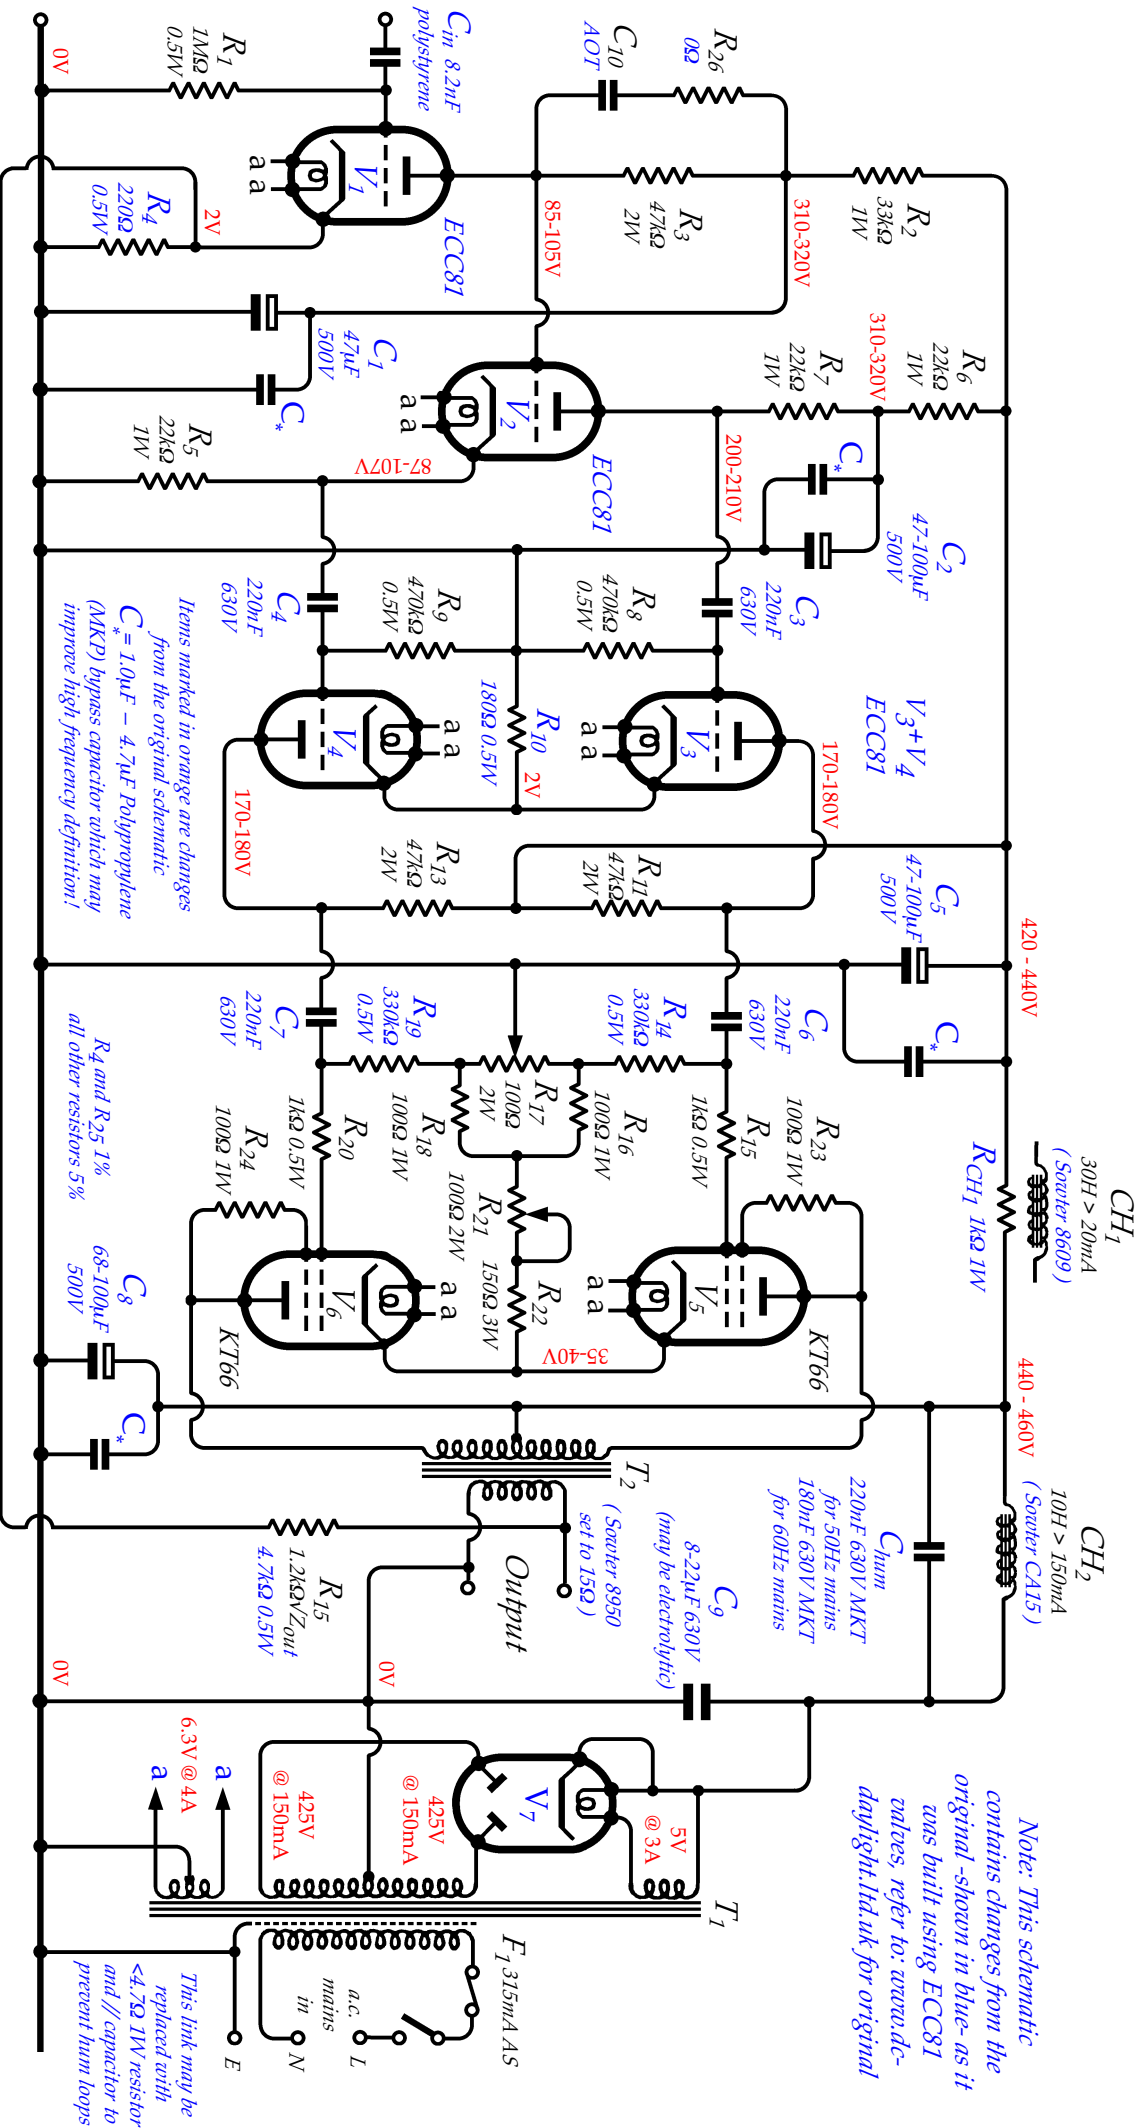 C in 8.2nF
polystyrene
R1
1MΩ
0.5W
0V
C10
AOT
R26
0Ω
V1
a a
ECC81
R4
220Ω
0.5W
2V
R3
47kΩ
2W
R2
33kΩ
1W
85-105V
310-320V
C1
47µF
500V
C*
R6
22kΩ
1W
R7
22kΩ
1W
310-320V
V2
a a
ECC81
R5
22kΩ
1W
87-107V
200-210V
C*
C2
47-100µF
500V
C3
220nF
630V
C4
220nF
630V
R8
470kΩ
0.5W
R9
470kΩ
0.5W
R10
180Ω 0.5W
2V
V3+V4
ECC81
V3
a a
V4
a a
170-180V
170-180V
Items marked in orange are changes
from the original schematic
C* = 1.0µF – 4.7µF Polypropylene
(MKP) bypass capacitor which may
improve high frequency definition!
R11
47kΩ
2W
R13
47kΩ
2W
C5
47-100µF
500V
C*
420 - 440V
C6
220nF
630V
C7
220nF
630V
R14
330kΩ
0.5W
R19
330kΩ
0.5W
R17
100Ω
2W
R16
100Ω 1W
R18
100Ω 1W
R15
1kΩ 0.5W
R20
1kΩ 0.5W
R23
100Ω 1W
R24
100Ω 1W
R21
100Ω 2W
R22
150Ω 3W
R4 and R25 1%
all other resistors 5%
CH1
30H > 20mA
( Sowter 8609 )
RCH1 1kΩ 1W
V5
a a
KT66
V6
a a
KT66
35-40V
C8
68-100µF
500V
C*
440 - 460V
CH2
10H > 150mA
( Sowter CA15 )
Chum
220nF 630V MKT
for 50Hz mains
180nF 630V MKT
for 60Hz mains
T2
( Sowter 8950
set to 15Ω )
Output
R15
1.2kΩ√Zout
4.7kΩ 0.5W
C9
8-22µF 630V
(may be electrolytic)
0V
0V
V7
5V
@ 3A
425V
@ 150mA
425V
@ 150mA
6.3V @ 4A
a
a
T1
F1 315mA AS
a.c.
mains
in
L
N
E
This link may be
replaced with
<4.7Ω 1W resistor
and // capacitor to
prevent hum loops
Note: This schematic
contains changes from the
original -shown in blue- as it
was built using ECC81
valves, refer to: www.dc-
daylight.ltd.uk for original